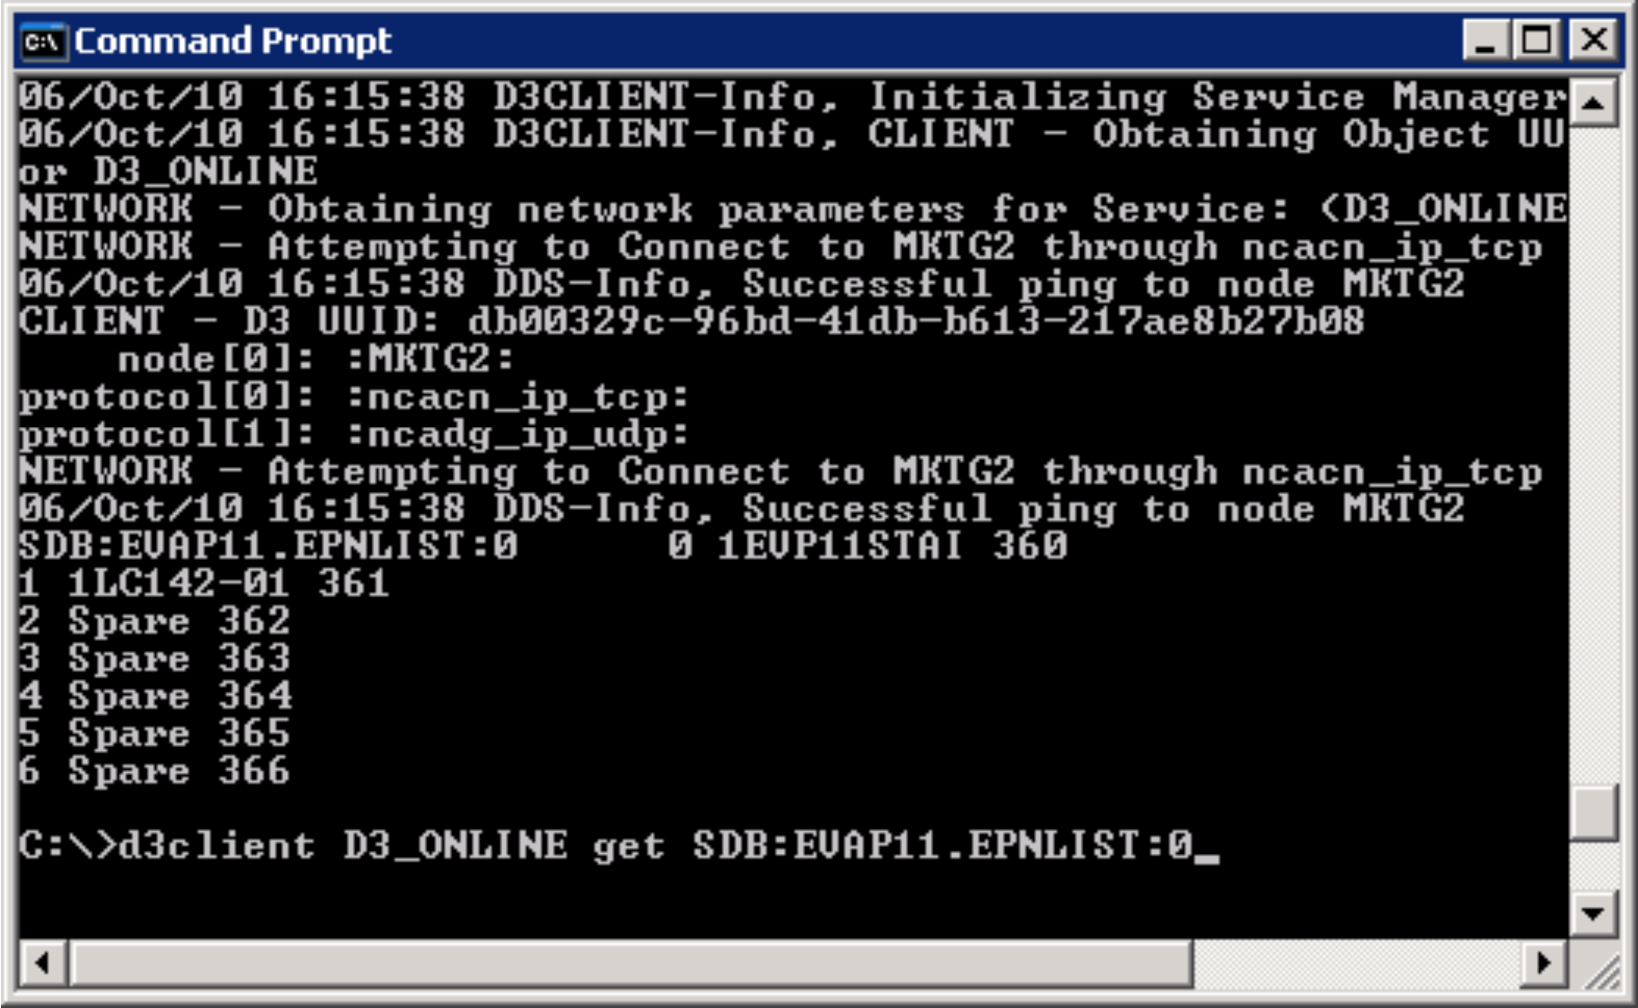 Command Prompt
06/Oct/10 16:15:38 D3CLIENT-Info, Initializing Service Manager
06/Oct/10 16:15:38 D3CLIENT-Info, CLIENT - Obtaining Object UU
or D3_ONLINE
NETWORK - Obtaining network parameters for Service: (D3_ONLINE
NETWORK - Attempting to Connect to MKTG2 through ncacn_ip_tcp
06/Oct/10 16:15:38 DDS-Info, Successful ping to node MKTG2
CLIENT - D3 UUID: db00329c-96bd-41db-b613-217ae8b27b08
     node[0]: :MKTG2:
protocol[0]: :ncacn_ip_tcp:
protocol[1]: :ncadg_ip_udp:
NETWORK - Attempting to Connect to MKTG2 through ncacn_ip_tcp
06/Oct/10 16:15:38 DDS-Info, Successful ping to node MKTG2
SDB:EVAP11.EPNLIST:0      0 1EVP11STAI 360
1 1LC142-01 361
2 Spare 362
3 Spare 363
4 Spare 364
5 Spare 365
6 Spare 366
C:\>d3client D3_ONLINE get SDB:EVAP11.EPNLIST:0_